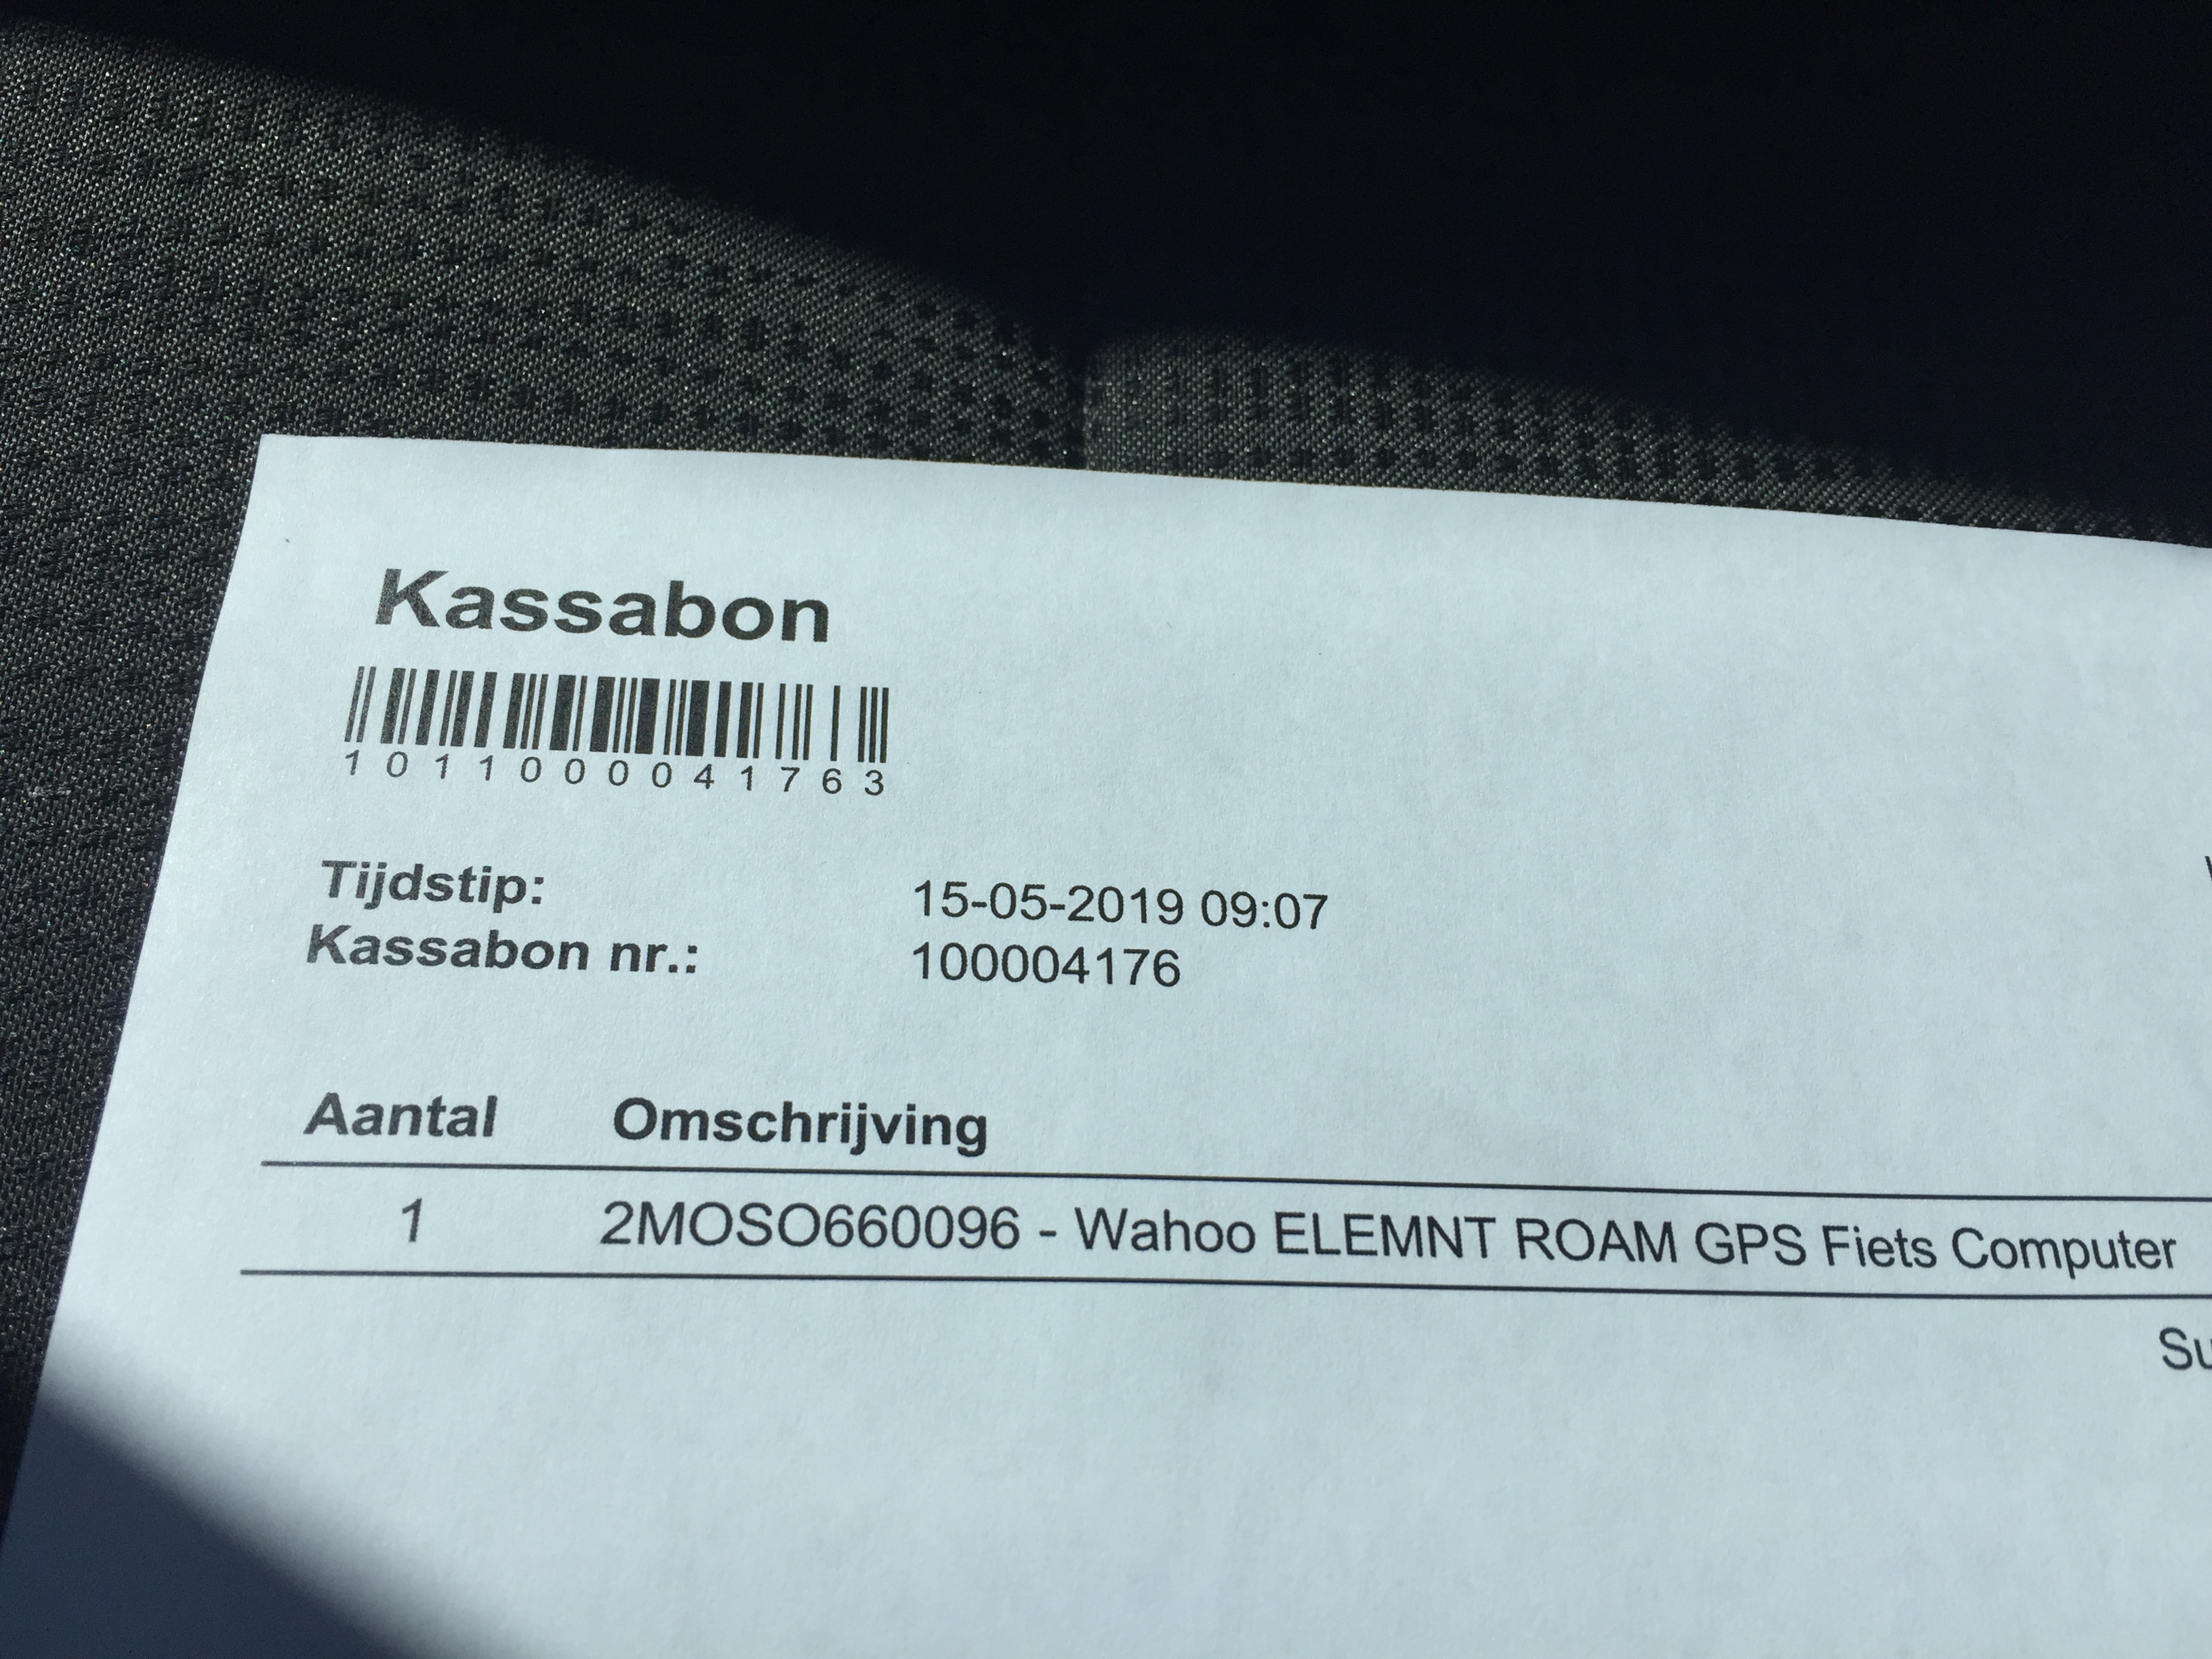 Kassabon
1011000041763
Tijdstip: 15-05-2019 09:07
Kassabon nr.: 100004176
Aantal Omschrijving
1 2MOSO660096 - Wahoo ELEMNT ROAM GPS Fiets Computer
Su